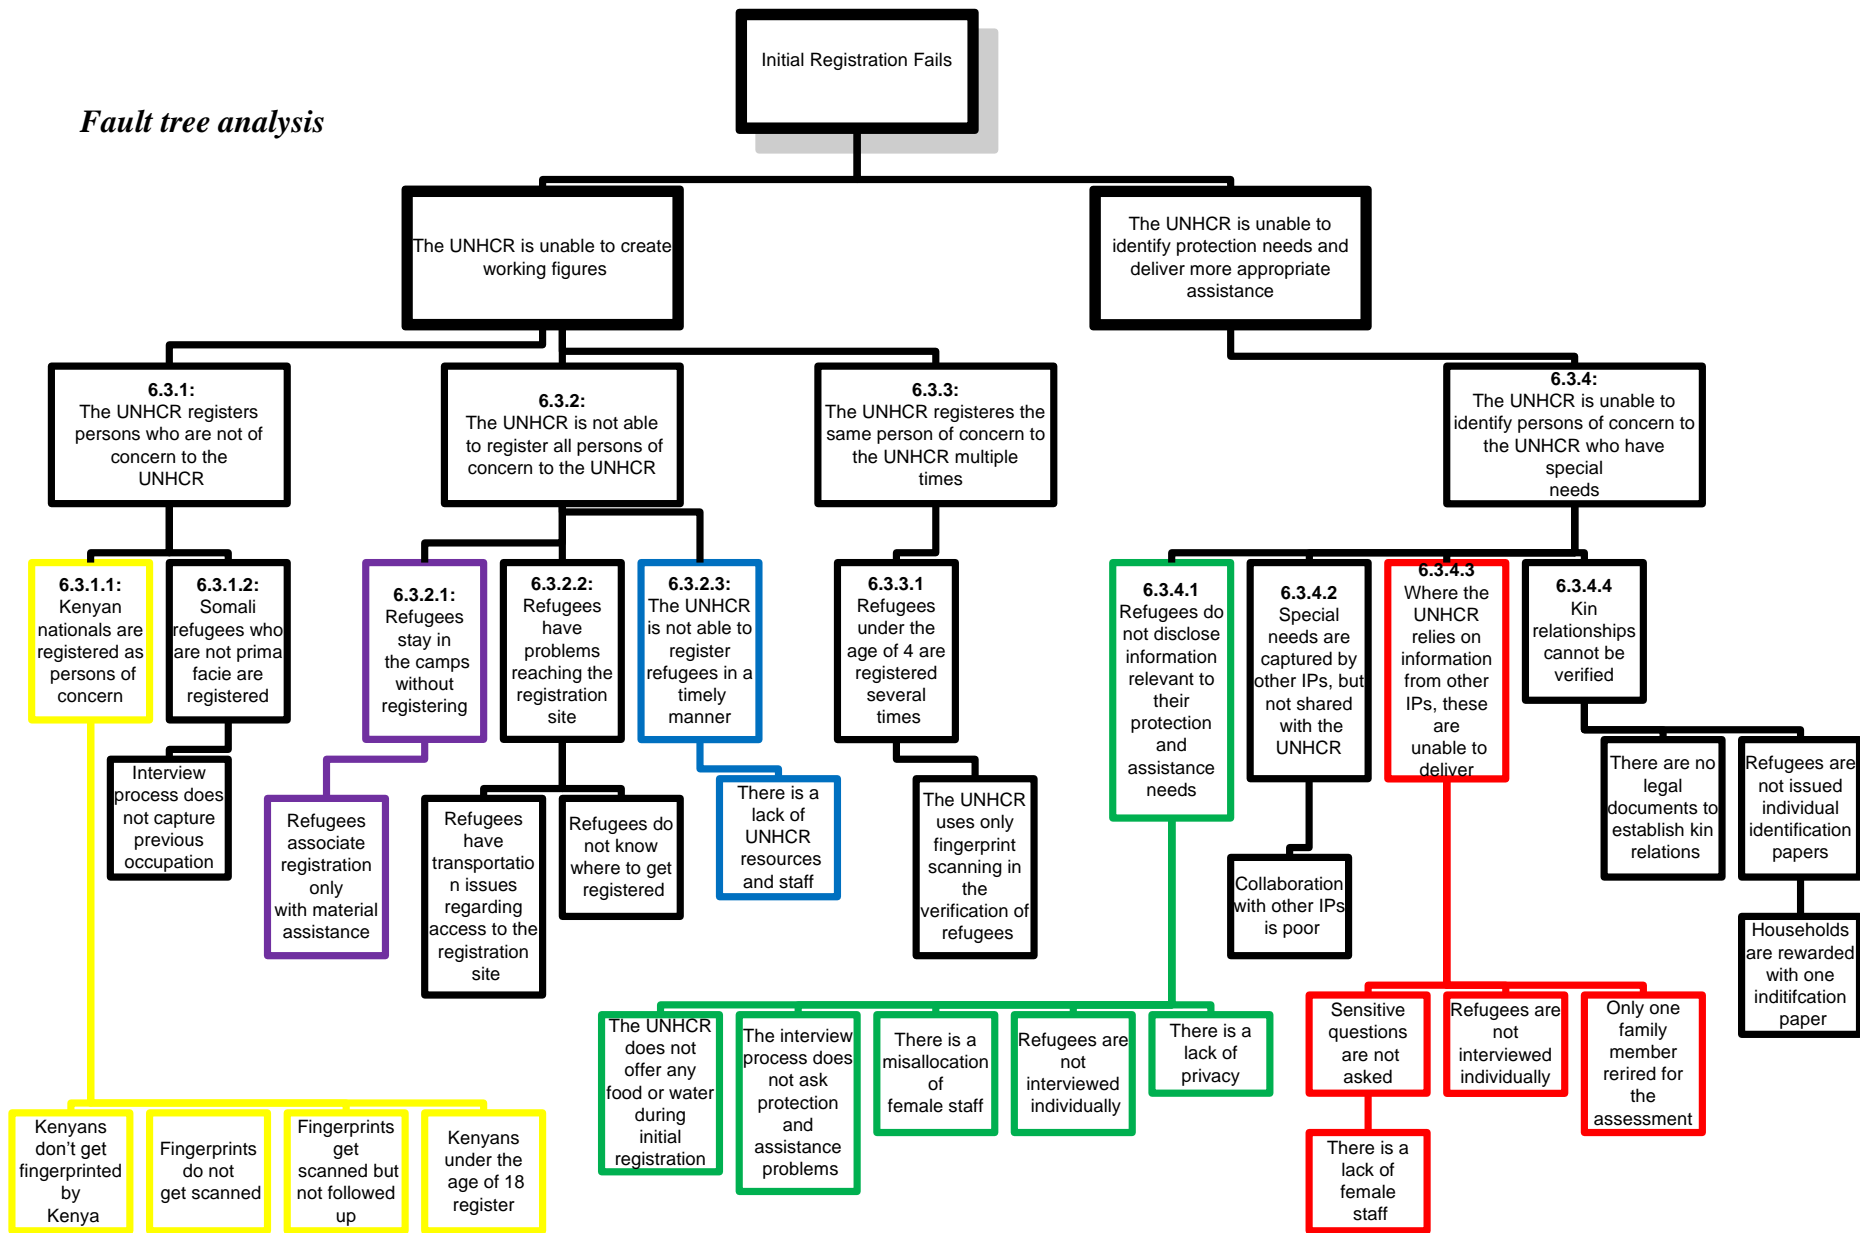 Initial Registration Fails
Fault tree analysis
The UNHCR is unable to create
working figures
The UNHCR is unable to
identify protection needs and
deliver more appropriate
assistance
6.3.1:
The UNHCR registers
persons who are not of
concern to the
UNHCR
6.3.2:
The UNHCR is not able
to register all persons of
concern to the UNHCR
6.3.3:
The UNHCR registeres the
same person of concern to
the UNHCR multiple
times
6.3.4:
The UNHCR is unable to
identify persons of concern to
the UNHCR who have
special
needs
6.3.1.1:
Kenyan
nationals are
registered as
persons of
concern
6.3.1.2:
Somali
refugees who
are not prima
facie are
registered
6.3.2.1:
Refugees
stay in
the camps
without
registering
6.3.2.2:
Refugees
have
problems
reaching the
registration
site
6.3.2.3:
The UNHCR
is not able to
register
refugees in a
timely
manner
6.3.3.1
Refugees
under the
age of 4 are
registered
several
times
6.3.4.1
Refugees do
not disclose
information
relevant to
their
protection
and
assistance
needs
6.3.4.2
Special
needs are
captured by
other IPs, but
not shared
with the
UNHCR
6.3.4.3
Where the
UNHCR
relies on
information
from other
IPs, these
are
unable to
deliver
6.3.4.4
Kin
relationships
cannot be
verified
Interview
process does
not capture
previous
occupation
Refugees
associate
registration
only
with material
assistance
Refugees
have
transportatio
n issues
regarding
access to the
registration
site
Refugees do
not know
where to get
registered
There is a
lack of
UNHCR
resources
and staff
The UNHCR
uses only
fingerprint
scanning in
the
verification of
refugees
Collaboration
with other IPs
is poor
There are no
legal
documents to
establish kin
relations
Refugees are
not issued
individual
identification
papers
Households
are rewarded
with one
inditifcation
paper
The UNHCR
does not
offer any
food or water
during
initial
registration
The interview
process does
not ask
protection
and
assistance
problems
There is a
misallocation
of
female staff
Refugees are
not
interviewed
individually
There is a
lack of
privacy
Sensitive
questions
are not
asked
Refugees are
not
interviewed
individually
Only one
family
member
rerired for
the
assessment
There is a
lack of
female
staff
Kenyans
don't get
fingerprinted
by
Kenya
Fingerprints
do not
get scanned
Fingerprints
get
scanned but
not followed
up
Kenyans
under the
age of 18
register